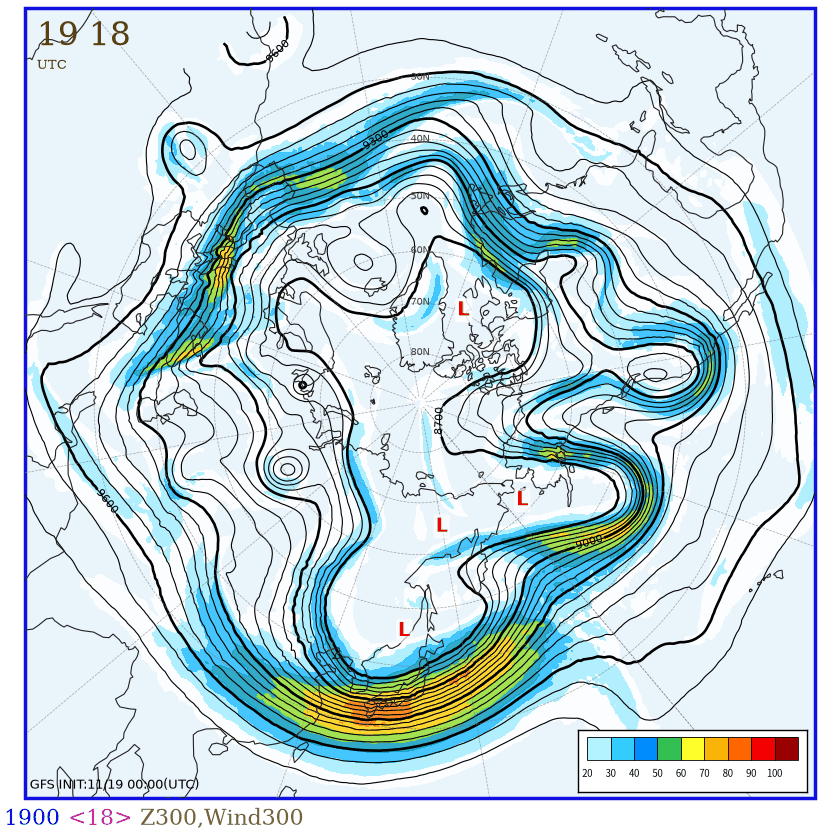 19 18
UTC
9600
30N
9300
40N
50N
60N
70N
L
80N
8700
9600
L
L
9000
L
20 30 40 50 60 70 80 90 100
GFS INIT:11/19 00:00(UTC)
1900 <18> Z300,Wind300